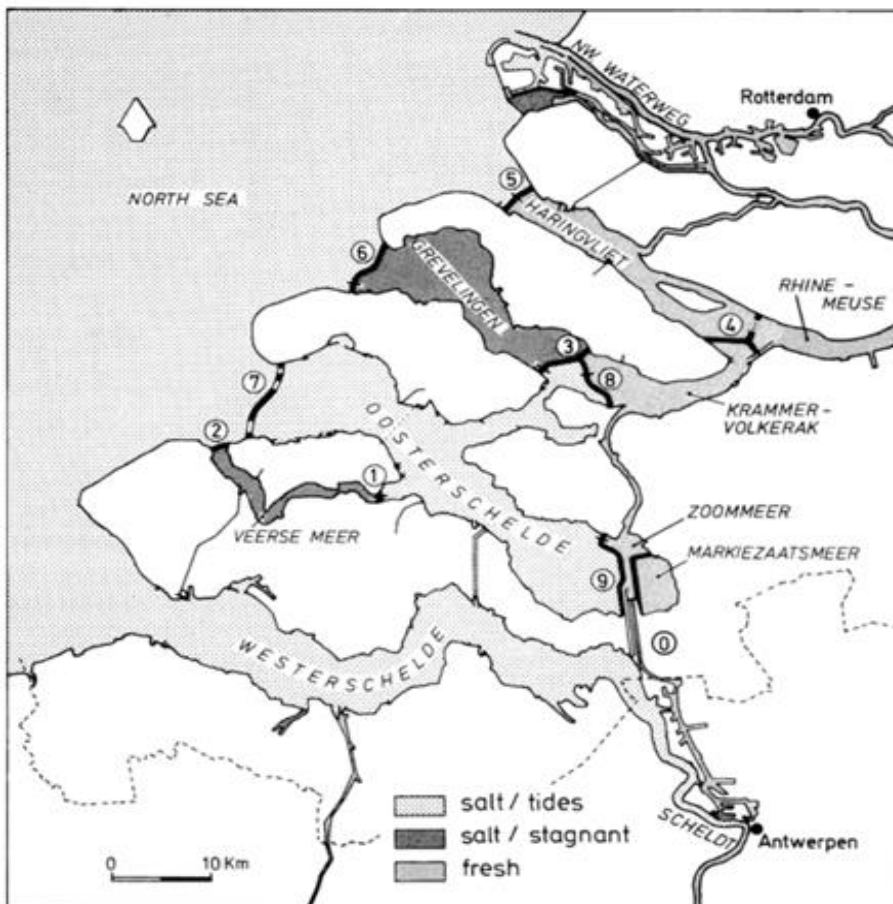 NW WATERWEG
Rotterdam
5
NORTH SEA
HARINGVLIET
6
GREVELINGEN
RHINE -
MEUSE
4
3
8
7
KRAMMER-
VOLKERAK
OOSTERSCHELDE
2
1
ZOOMMEER
VEERSE MEER
MARKIEZAATSMEER
9
0
WESTERSCHELDE
salt / tides
salt / stagnant
fresh
SCHELDT
Antwerpen
0 10 Km